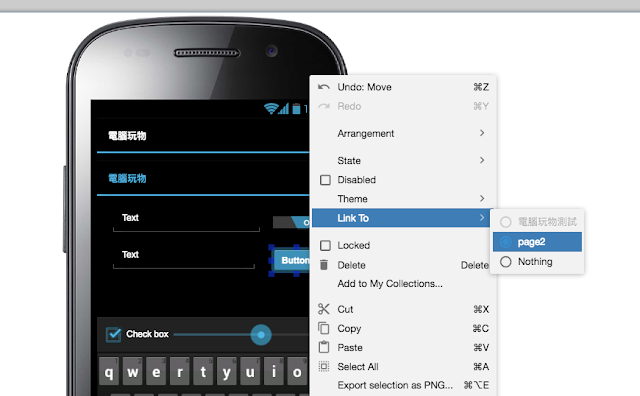 1
電腦玩物
電腦玩物
Text
O
Text
Button
Check box
q w e r t y u i o
Undo: Move ⌘Z
Redo ⌘Y
Arrangement
State
Disabled
Theme
Link To
電腦玩物測試
page2
Nothing
Locked
Delete Delete
Add to My Collections...
Cut ⌘X
Copy ⌘C
Paste ⌘V
Select All ⌘A
Export selection as PNG... ⌘⌥E